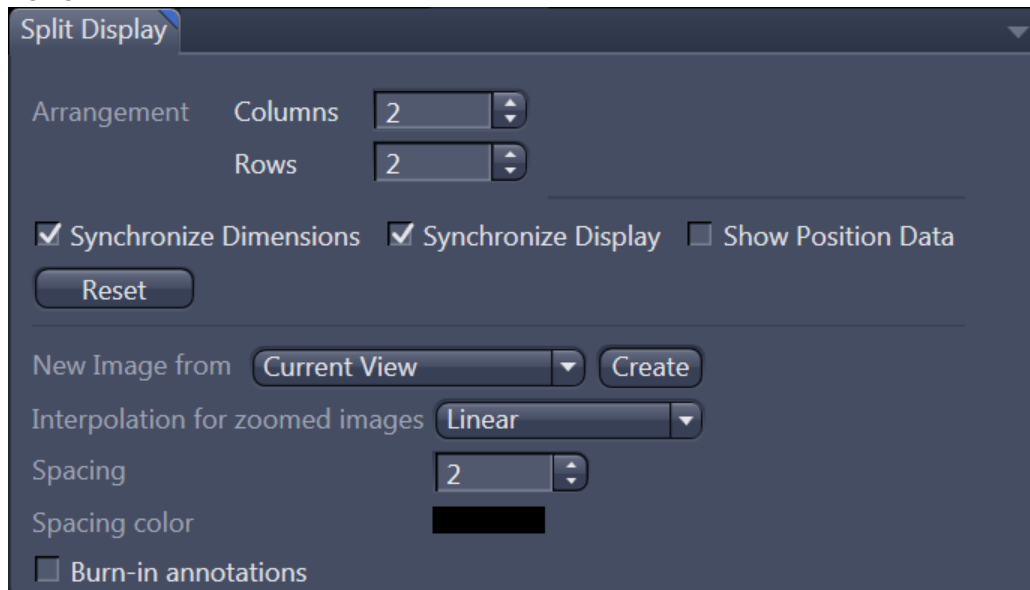 Split Display
Arrangement Columns 2
Rows 2
Synchronize Dimensions Synchronize Display Show Position Data
Reset
New Image from Current View Create
Interpolation for zoomed images Linear
Spacing 2
Spacing color
Burn-in annotations